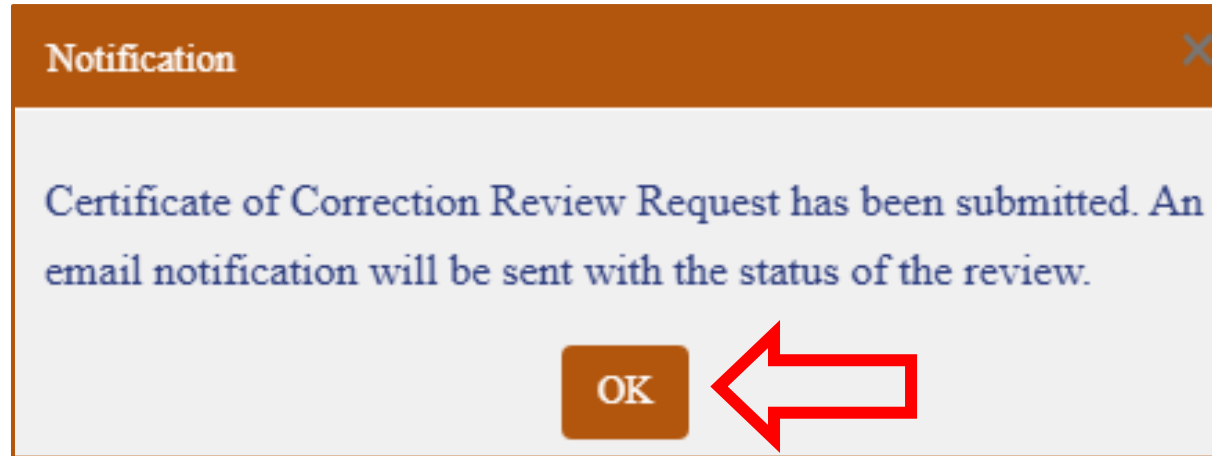 Notification
Certificate of Correction Review Request has been submitted. An
email notification will be sent with the status of the review.
OK